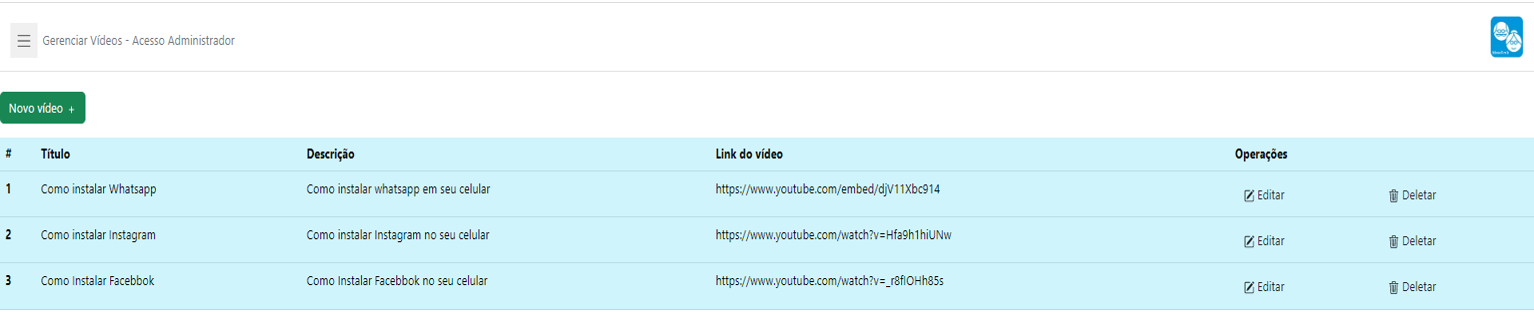 Gerenciar Vídeos - Acesso Administrador
Novo vídeo +
# Título Descrição Link do vídeo Operações
1 Como instalar Whatsapp Como instalar whatsapp em seu celular https://www.youtube.com/embed/djV11Xbc914 Editar Deletar
2 Como instalar Instagram Como instalar Instagram no seu celular https://www.youtube.com/watch?v=Hfa9h1hiUNw Editar Deletar
3 Como Instalar Facebbok Como Instalar Facebbok no seu celular https://www.youtube.com/watch?v=_r8flOHh85s Editar Deletar